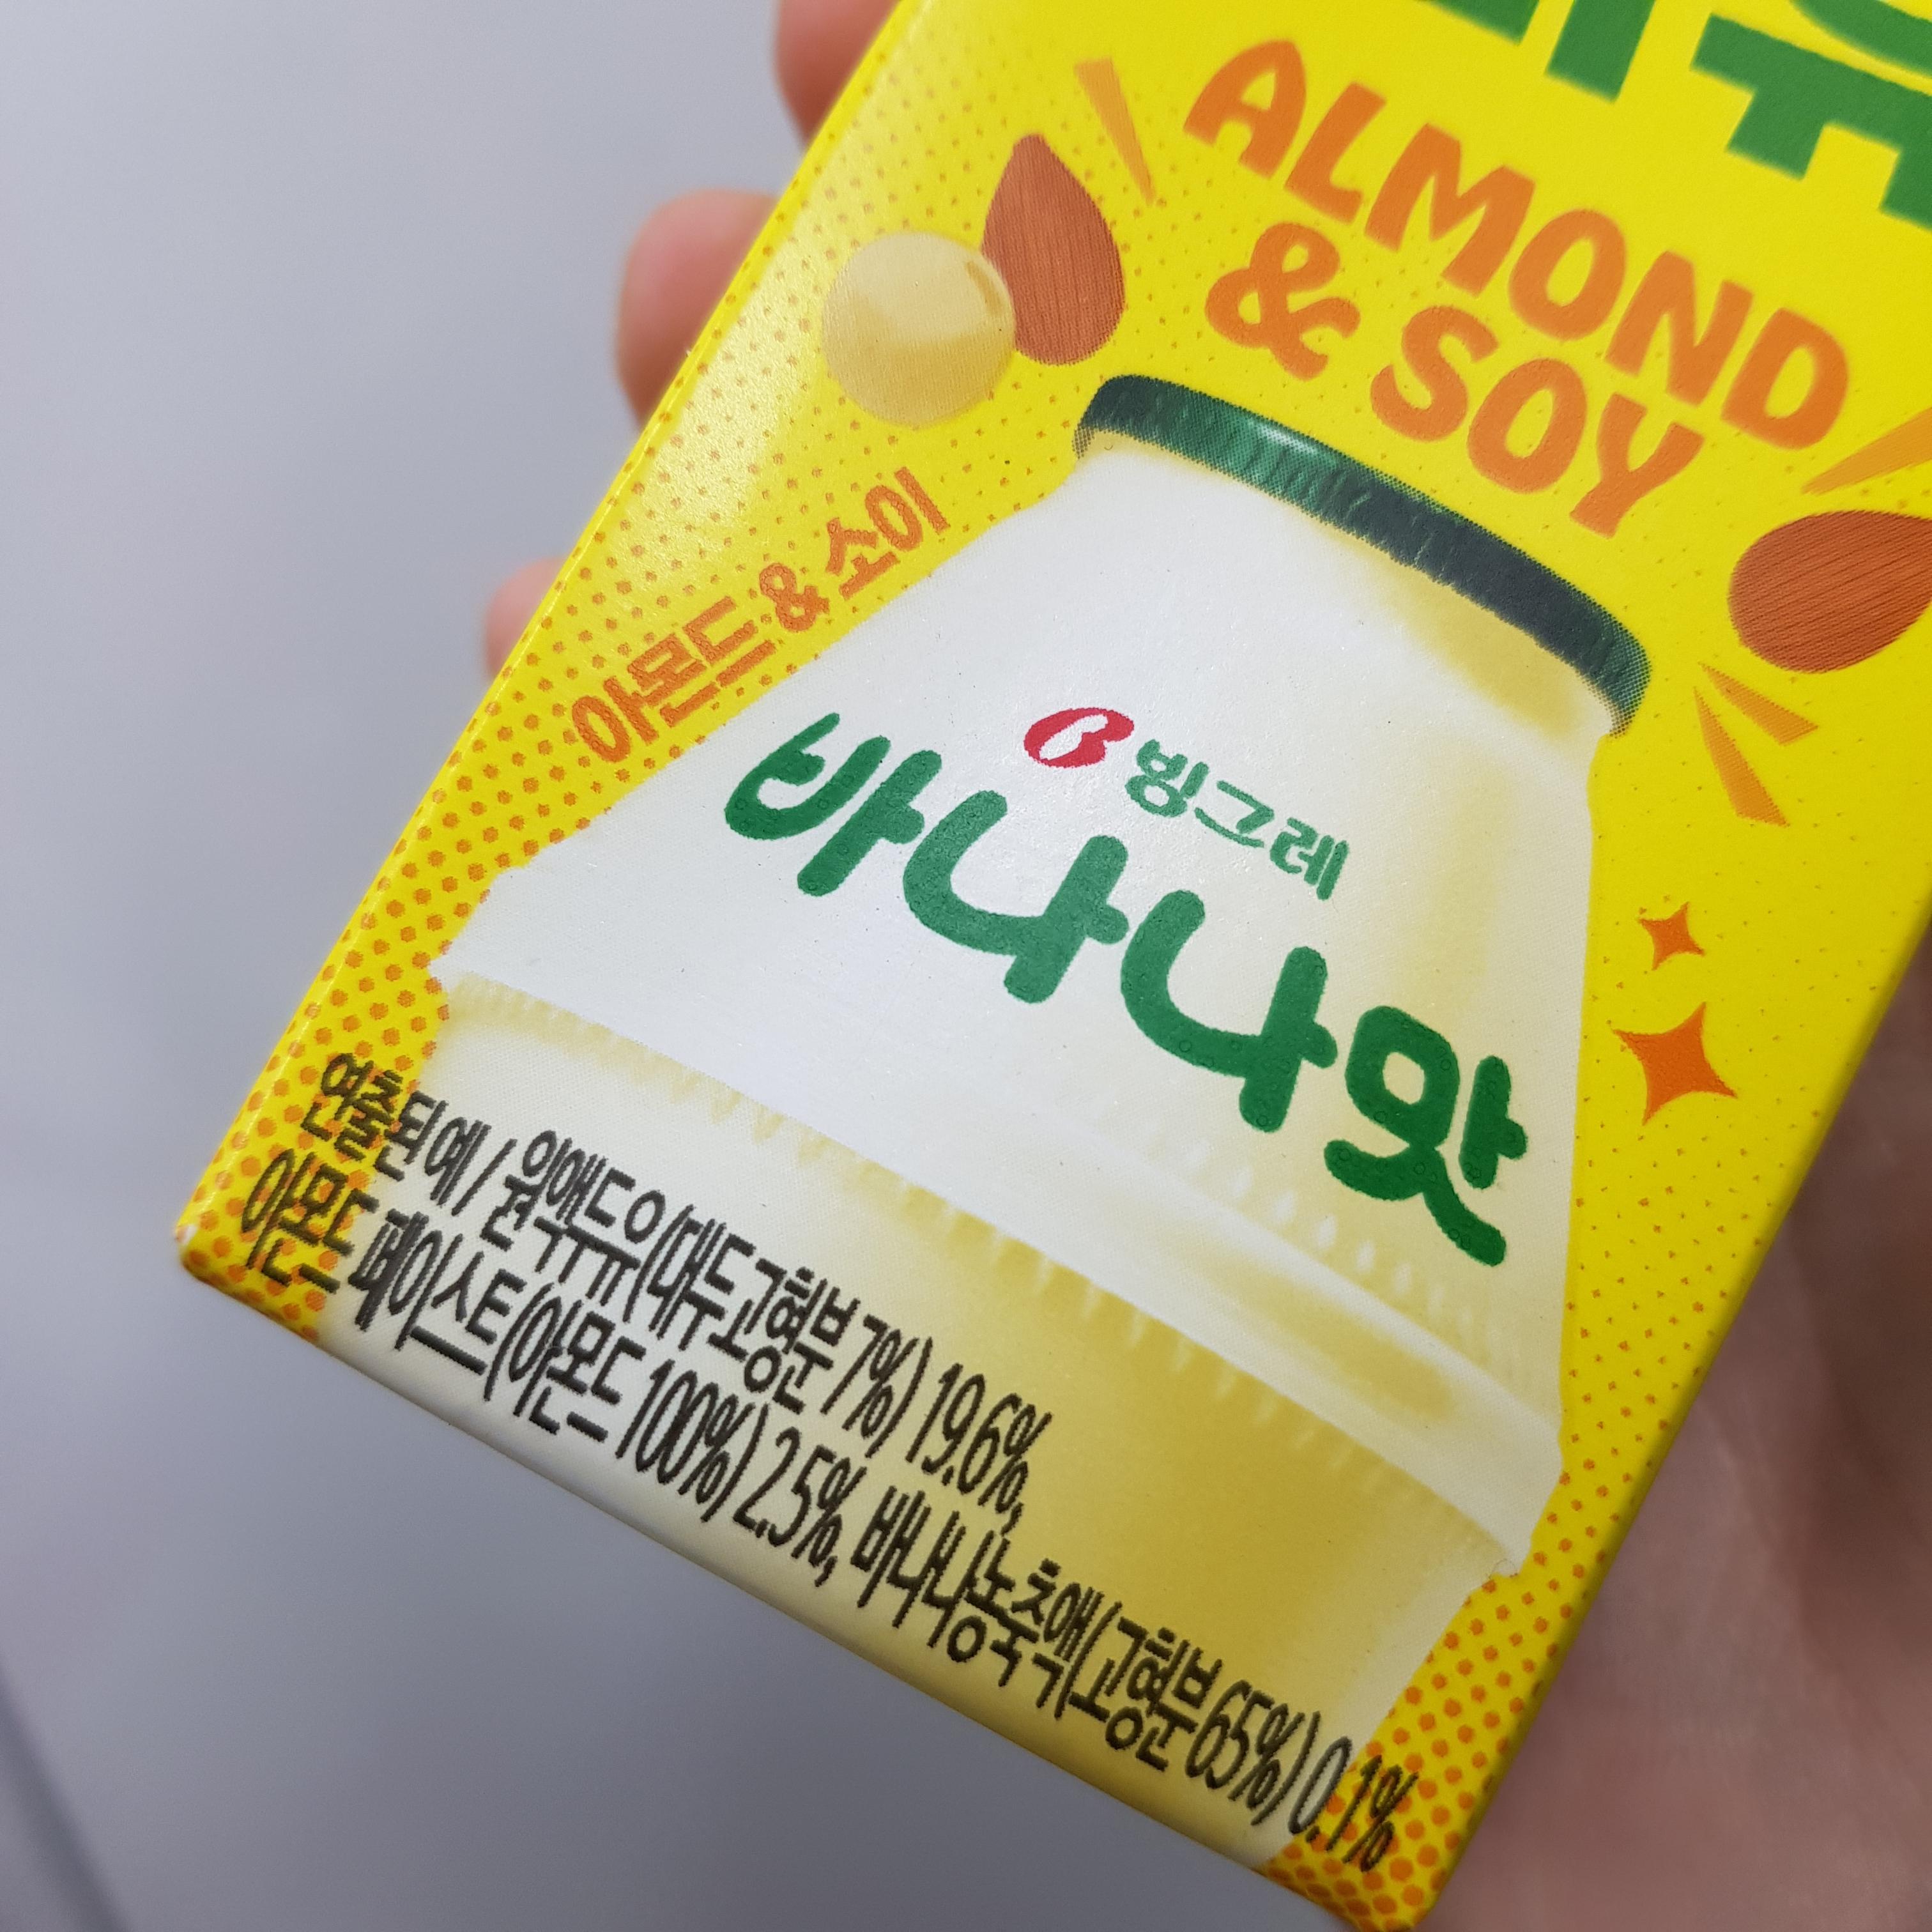 ALMOND
& SOY
아몬드 & 소이
빙그레
바나나맛
연출된 예 / 원액두유(대두고형분 7%) 19.6%,
아몬드 페이스트(아몬드 100%) 2.5%, 바나나농축액(고형분 65%) 0.1%